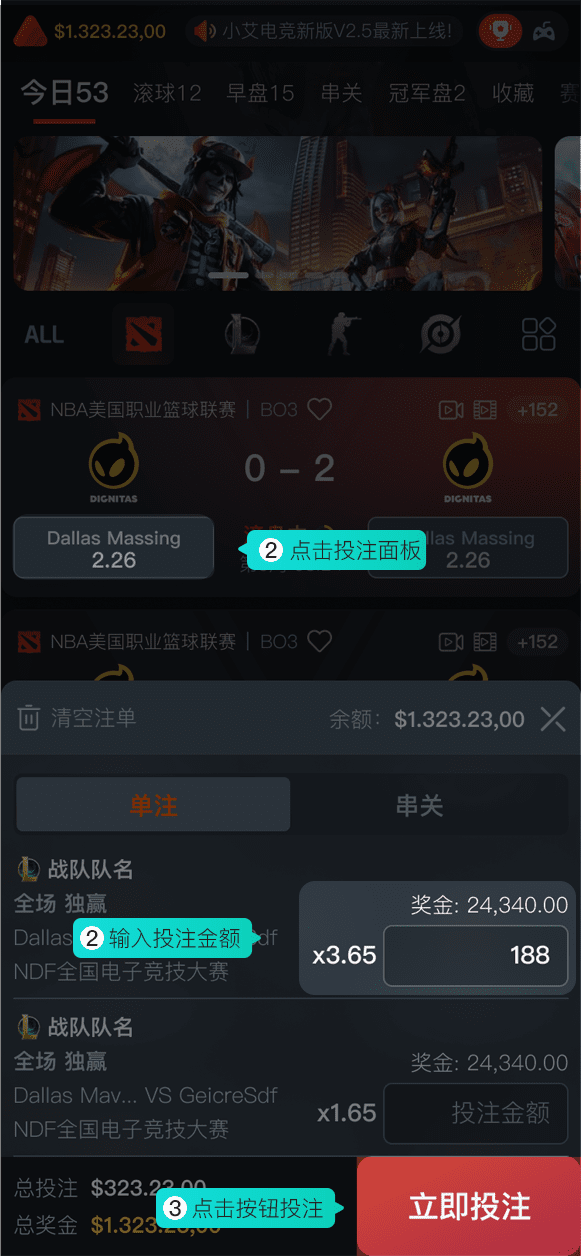 $1.323.23,00
小艾电竞新版V2.5最新上线!
今日53 滚球12 早盘15 串关 冠军盘2 收藏
ALL
NBA美国职业篮球联赛 | BO3 +152
0 – 2
DIGNITAS DIGNITAS
Dallas Massing
2.26
2 点击投注面板
llas Massing
2.26
NBA美国职业篮球联赛 | BO3 +152
清空注单 余额: $1.323.23,00
单注 串关
战队队名
全场 独赢
奖金: 24,340.00
Dallas
2 输入投注金额
df
x3.65 188
NDF全国电子竞技大赛
战队队名
全场 独赢
奖金: 24,340.00
Dallas Mav... VS GeicreSdf
x1.65 投注金额
NDF全国电子竞技大赛
总投注 $323.23,00
3 点击按钮投注
总奖金 $1.323.23,00
立即投注